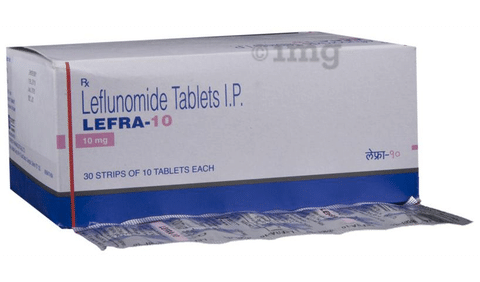 1mg
Rx
Leflunomide Tablets I.P.
LEFRA-10
10 mg
30 STRIPS OF 10 TABLETS EACH
लेफ्रा-१०